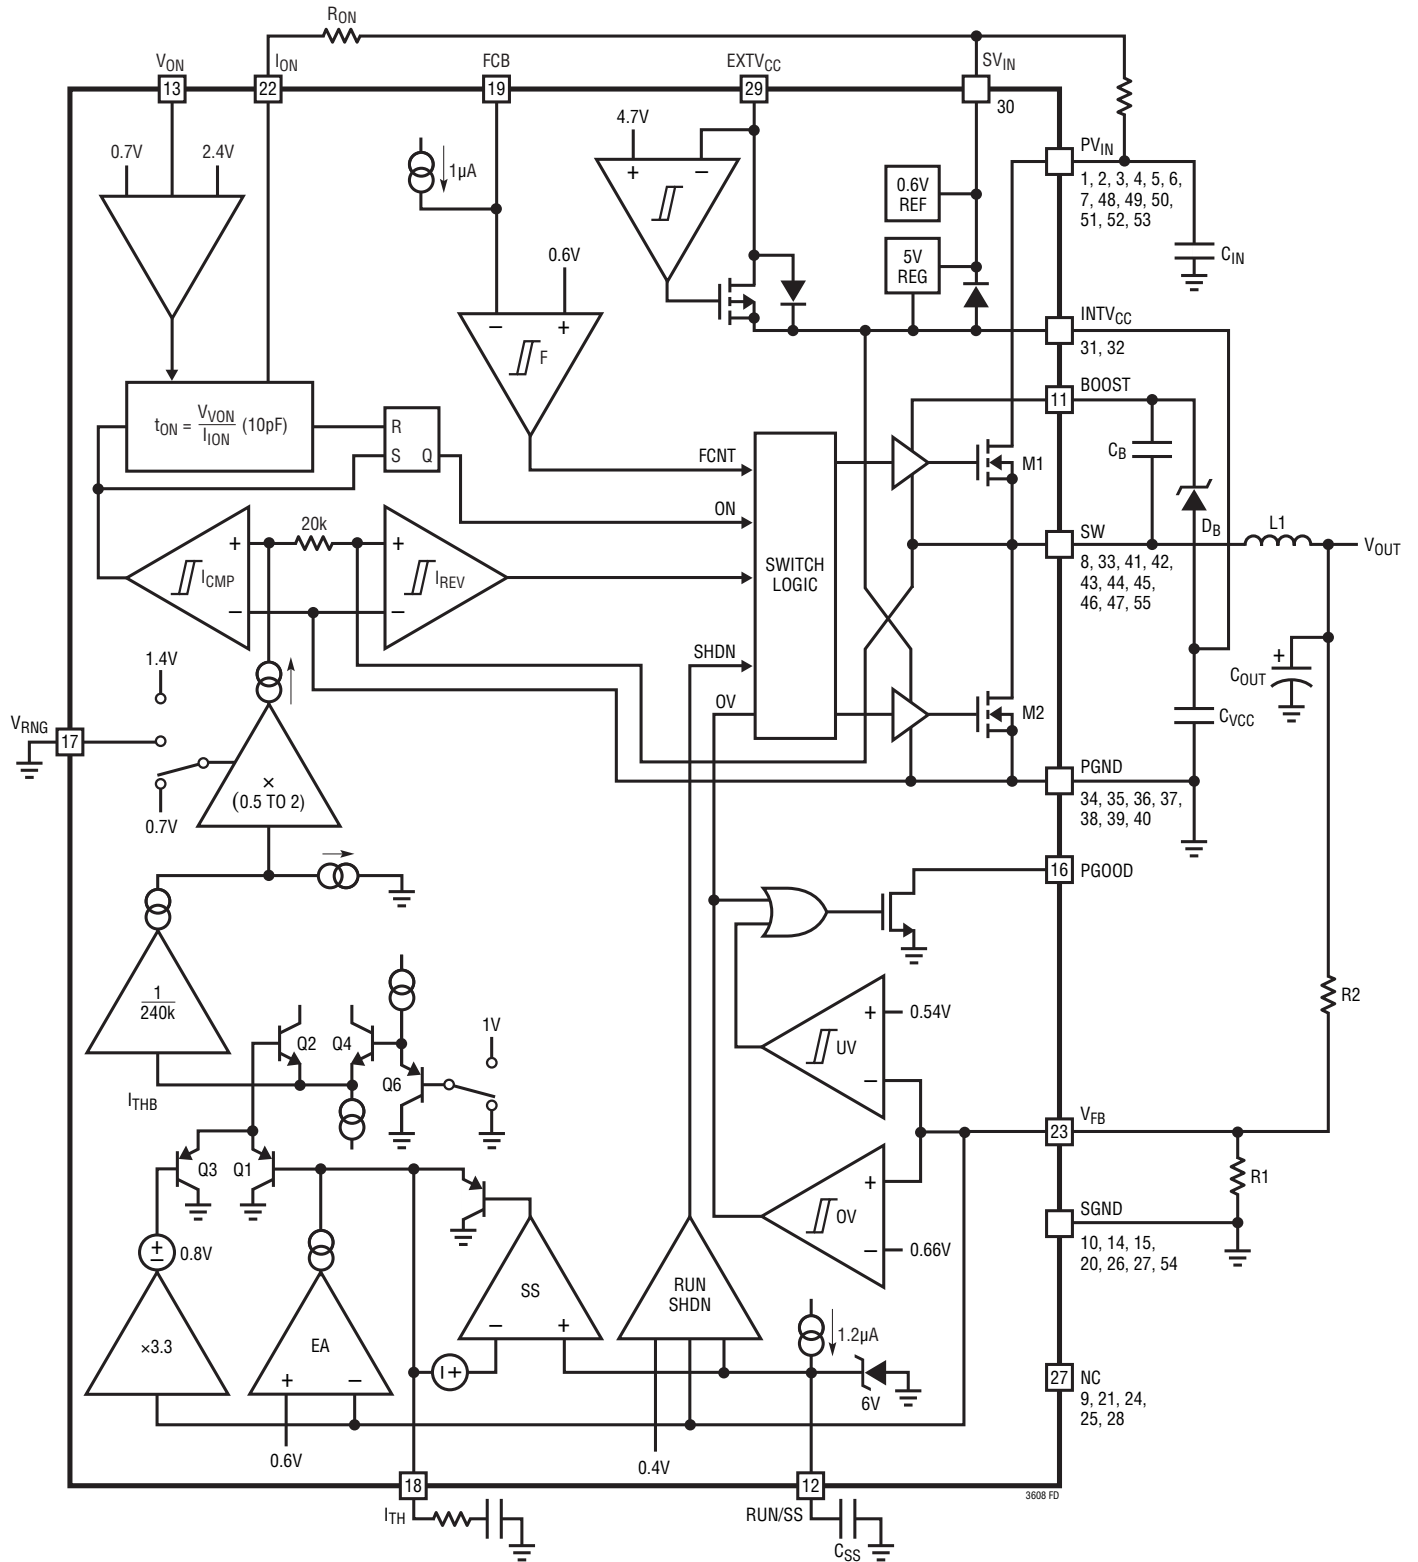 RON
VON
ION
FCB
EXTVCC
SVIN
13
22
19
29
30
4.7V
PVIN
0.7V
2.4V
1µA
+
−
0.6V
REF
1, 2, 3, 4, 5, 6,
7, 48, 49, 50,
51, 52, 53
0.6V
5V
REG
CIN
−
+
F
INTVCC
31, 32
BOOST
11
tON = VVON/IION (10pF)
R
S
Q
FCNT
M1
CB
ON
DB
L1
20k
SW
VOUT
+
ICMP
−
+
IREV
−
SWITCH
LOGIC
8, 33, 41, 42,
43, 44, 45,
46, 47, 55
SHDN
1.4V
+
COUT
OV
M2
CVCC
VRNG
17
×
(0.5 TO 2)
0.7V
PGND
34, 35, 36, 37,
38, 39, 40
16
PGOOD
1
240k
R2
+
0.54V
UV
−
1V
Q2
Q4
Q6
ITHB
VFB
23
Q3
Q1
R1
+
OV
−
0.66V
SGND
10, 14, 15,
20, 26, 27, 54
+
−
0.8V
SS
RUN
SHDN
1.2µA
×3.3
EA
−
+
+
−
+
6V
27
NC
9, 21, 24,
25, 28
0.6V
0.4V
18
12
3608 FD
ITH
RUN/SS
CSS